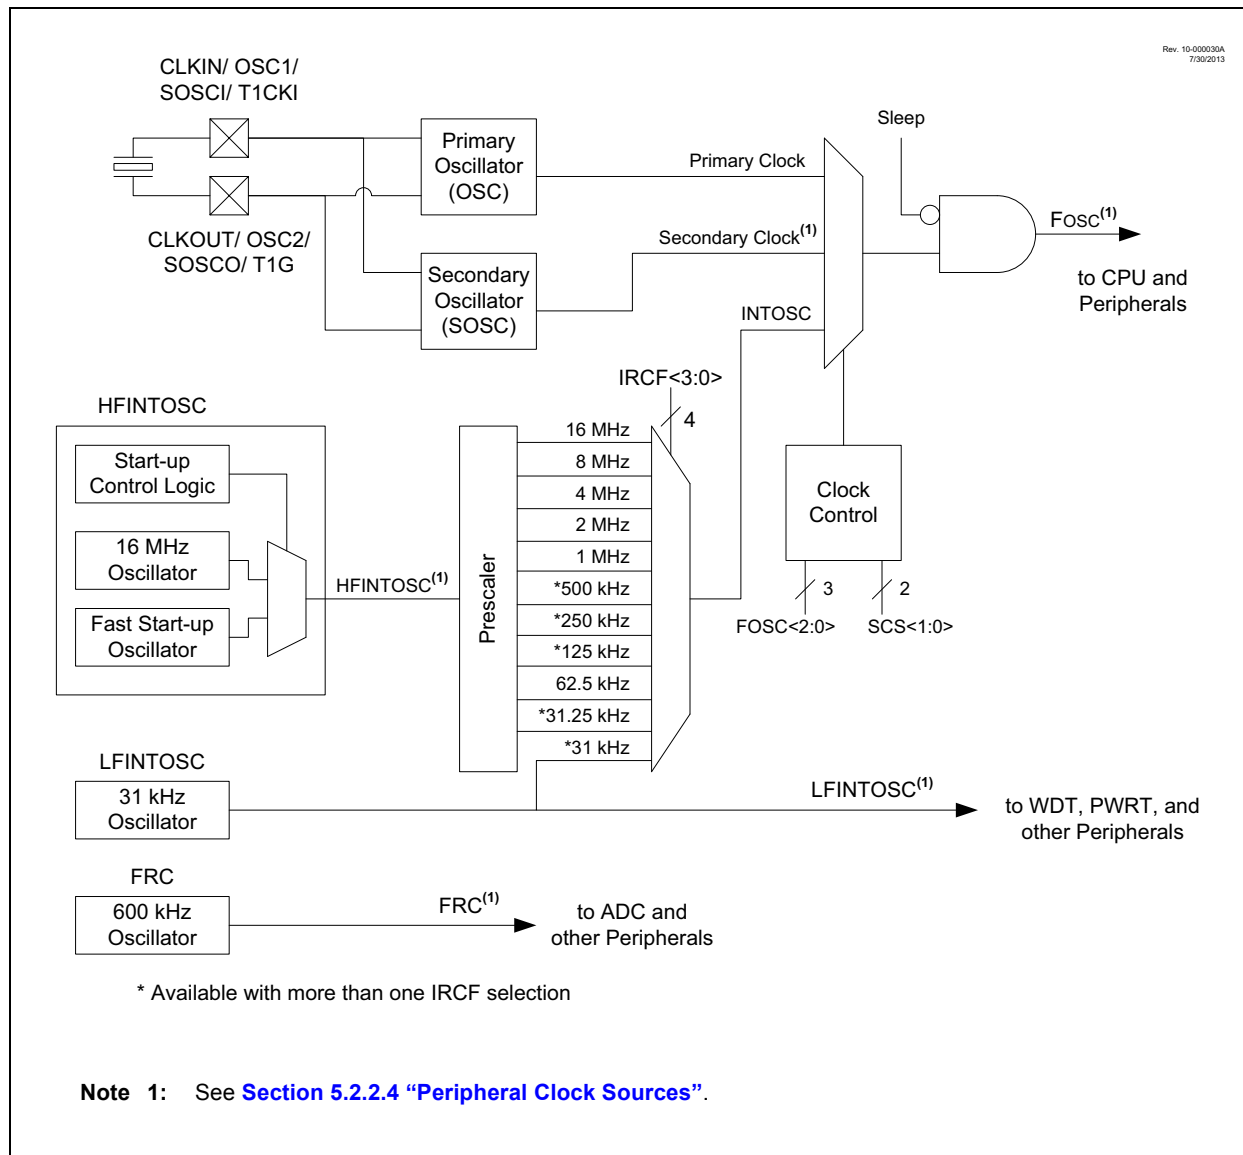 Rev. 10-000030A
7/30/2013
CLKIN/ OSC1/
SOSCI/ T1CKI
Sleep
Primary
Oscillator
(OSC)
Primary Clock
FOSC(1)
CLKOUT/ OSC2/
SOSCO/ T1G
Secondary Clock(1)
to CPU and
Peripherals
Secondary
Oscillator
(SOSC)
INTOSC
IRCF<3:0>
4
HFINTOSC
Start-up
Control Logic
16 MHz
Oscillator
Fast Start-up
Oscillator
HFINTOSC(1)
Prescaler
16 MHz
8 MHz
4 MHz
2 MHz
1 MHz
*500 kHz
*250 kHz
*125 kHz
62.5 kHz
*31.25 kHz
*31 kHz
Clock
Control
3
2
FOSC<2:0>
SCS<1:0>
LFINTOSC
31 kHz
Oscillator
LFINTOSC(1)
to WDT, PWRT, and
other Peripherals
FRC
600 kHz
Oscillator
FRC(1)
to ADC and
other Peripherals
* Available with more than one IRCF selection
Note 1: See Section 5.2.2.4 “Peripheral Clock Sources”.